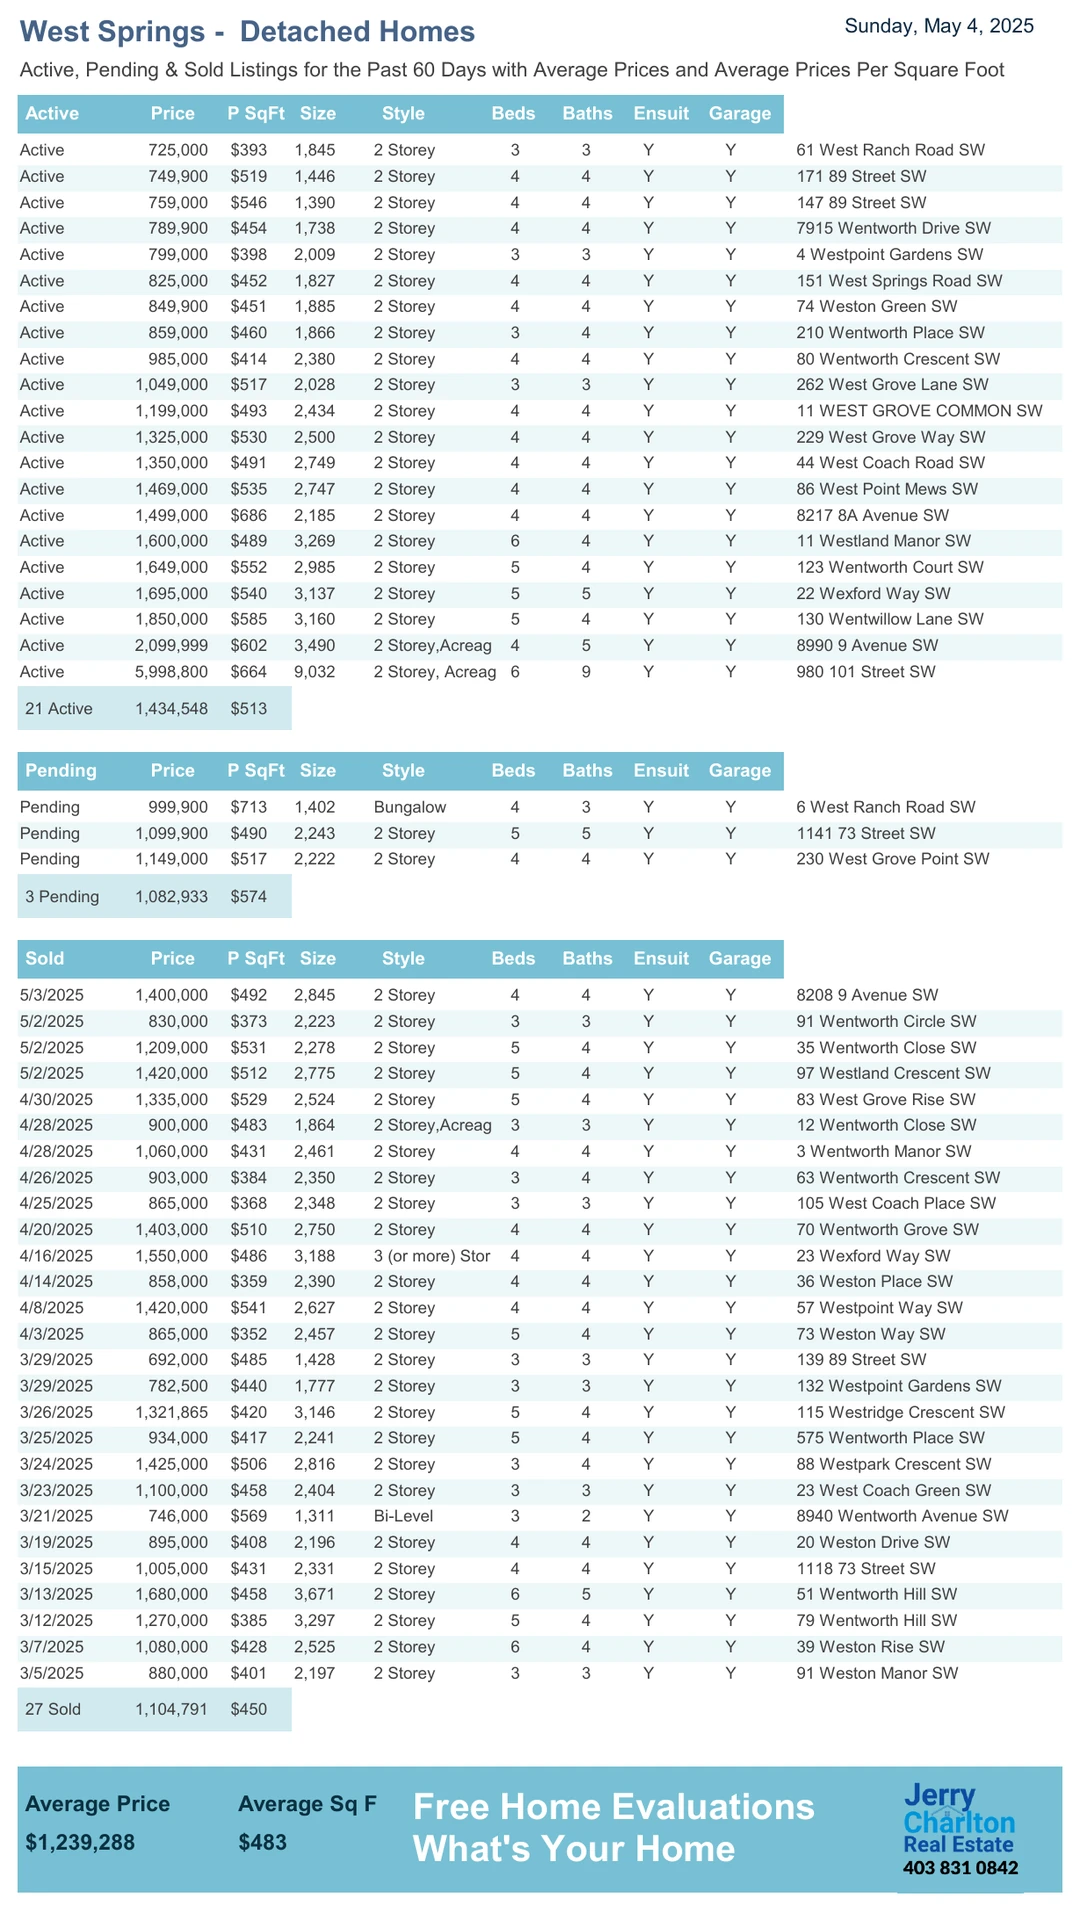 West Springs -  Detached Homes
Sunday, May 4, 2025
Active, Pending & Sold Listings for the Past 60 Days with Average Prices and Average Prices Per Square Foot
Active Price P SqFt Size Style Beds Baths Ensuit Garage
Active 725,000 $393 1,845 2 Storey 3 3 Y Y 61 West Ranch Road SW
Active 749,900 $519 1,446 2 Storey 4 4 Y Y 171 89 Street SW
Active 759,000 $546 1,390 2 Storey 4 4 Y Y 147 89 Street SW
Active 789,900 $454 1,738 2 Storey 4 4 Y Y 7915 Wentworth Drive SW
Active 799,000 $398 2,009 2 Storey 3 3 Y Y 4 Westpoint Gardens SW
Active 825,000 $452 1,827 2 Storey 4 4 Y Y 151 West Springs Road SW
Active 849,900 $451 1,885 2 Storey 4 4 Y Y 74 Weston Green SW
Active 859,000 $460 1,866 2 Storey 3 4 Y Y 210 Wentworth Place SW
Active 985,000 $414 2,380 2 Storey 4 4 Y Y 80 Wentworth Crescent SW
Active 1,049,000 $517 2,028 2 Storey 3 3 Y Y 262 West Grove Lane SW
Active 1,199,000 $493 2,434 2 Storey 4 4 Y Y 11 WEST GROVE COMMON SW
Active 1,325,000 $530 2,500 2 Storey 4 4 Y Y 229 West Grove Way SW
Active 1,350,000 $491 2,749 2 Storey 4 4 Y Y 44 West Coach Road SW
Active 1,469,000 $535 2,747 2 Storey 4 4 Y Y 86 West Point Mews SW
Active 1,499,000 $686 2,185 2 Storey 4 4 Y Y 8217 8A Avenue SW
Active 1,600,000 $489 3,269 2 Storey 6 4 Y Y 11 Westland Manor SW
Active 1,649,000 $552 2,985 2 Storey 5 4 Y Y 123 Wentworth Court SW
Active 1,695,000 $540 3,137 2 Storey 5 5 Y Y 22 Wexford Way SW
Active 1,850,000 $585 3,160 2 Storey 5 4 Y Y 130 Wentwillow Lane SW
Active 2,099,999 $602 3,490 2 Storey,Acreag 4 5 Y Y 8990 9 Avenue SW
Active 5,998,800 $664 9,032 2 Storey, Acreag 6 9 Y Y 980 101 Street SW
21 Active 1,434,548 $513
Pending Price P SqFt Size Style Beds Baths Ensuit Garage
Pending 999,900 $713 1,402 Bungalow 4 3 Y Y 6 West Ranch Road SW
Pending 1,099,900 $490 2,243 2 Storey 5 5 Y Y 1141 73 Street SW
Pending 1,149,000 $517 2,222 2 Storey 4 4 Y Y 230 West Grove Point SW
3 Pending 1,082,933 $574
Sold Price P SqFt Size Style Beds Baths Ensuit Garage
5/3/2025 1,400,000 $492 2,845 2 Storey 4 4 Y Y 8208 9 Avenue SW
5/2/2025 830,000 $373 2,223 2 Storey 3 3 Y Y 91 Wentworth Circle SW
5/2/2025 1,209,000 $531 2,278 2 Storey 5 4 Y Y 35 Wentworth Close SW
5/2/2025 1,420,000 $512 2,775 2 Storey 5 4 Y Y 97 Westland Crescent SW
4/30/2025 1,335,000 $529 2,524 2 Storey 5 4 Y Y 83 West Grove Rise SW
4/28/2025 900,000 $483 1,864 2 Storey,Acreag 3 3 Y Y 12 Wentworth Close SW
4/28/2025 1,060,000 $431 2,461 2 Storey 4 4 Y Y 3 Wentworth Manor SW
4/26/2025 903,000 $384 2,350 2 Storey 3 4 Y Y 63 Wentworth Crescent SW
4/25/2025 865,000 $368 2,348 2 Storey 3 3 Y Y 105 West Coach Place SW
4/20/2025 1,403,000 $510 2,750 2 Storey 4 4 Y Y 70 Wentworth Grove SW
4/16/2025 1,550,000 $486 3,188 3 (or more) Stor 4 4 Y Y 23 Wexford Way SW
4/14/2025 858,000 $359 2,390 2 Storey 4 4 Y Y 36 Weston Place SW
4/8/2025 1,420,000 $541 2,627 2 Storey 4 4 Y Y 57 Westpoint Way SW
4/3/2025 865,000 $352 2,457 2 Storey 5 4 Y Y 73 Weston Way SW
3/29/2025 692,000 $485 1,428 2 Storey 3 3 Y Y 139 89 Street SW
3/29/2025 782,500 $440 1,777 2 Storey 3 3 Y Y 132 Westpoint Gardens SW
3/26/2025 1,321,865 $420 3,146 2 Storey 5 4 Y Y 115 Westridge Crescent SW
3/25/2025 934,000 $417 2,241 2 Storey 5 4 Y Y 575 Wentworth Place SW
3/24/2025 1,425,000 $506 2,816 2 Storey 3 4 Y Y 88 Westpark Crescent SW
3/23/2025 1,100,000 $458 2,404 2 Storey 3 3 Y Y 23 West Coach Green SW
3/21/2025 746,000 $569 1,311 Bi-Level 3 2 Y Y 8940 Wentworth Avenue SW
3/19/2025 895,000 $408 2,196 2 Storey 4 4 Y Y 20 Weston Drive SW
3/15/2025 1,005,000 $431 2,331 2 Storey 4 4 Y Y 1118 73 Street SW
3/13/2025 1,680,000 $458 3,671 2 Storey 6 5 Y Y 51 Wentworth Hill SW
3/12/2025 1,270,000 $385 3,297 2 Storey 5 4 Y Y 79 Wentworth Hill SW
3/7/2025 1,080,000 $428 2,525 2 Storey 6 4 Y Y 39 Weston Rise SW
3/5/2025 880,000 $401 2,197 2 Storey 3 3 Y Y 91 Weston Manor SW
27 Sold 1,104,791 $450
Average Price Average Sq F
$1,239,288 $483
Free Home Evaluations
What's Your Home
Jerry
Charlton
Real Estate
403 831 0842